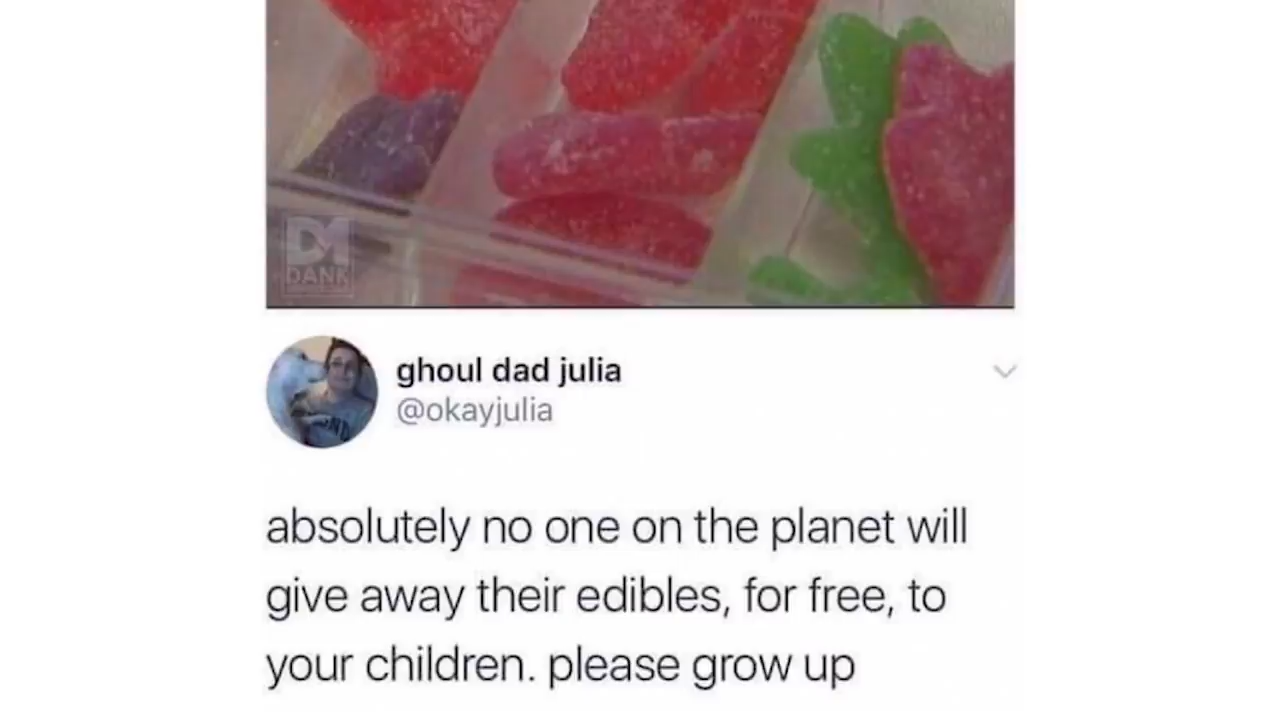 DANK
ghoul dad julia
@okayjulia
absolutely no one on the planet will
give away their edibles, for free, to
your children. please grow up